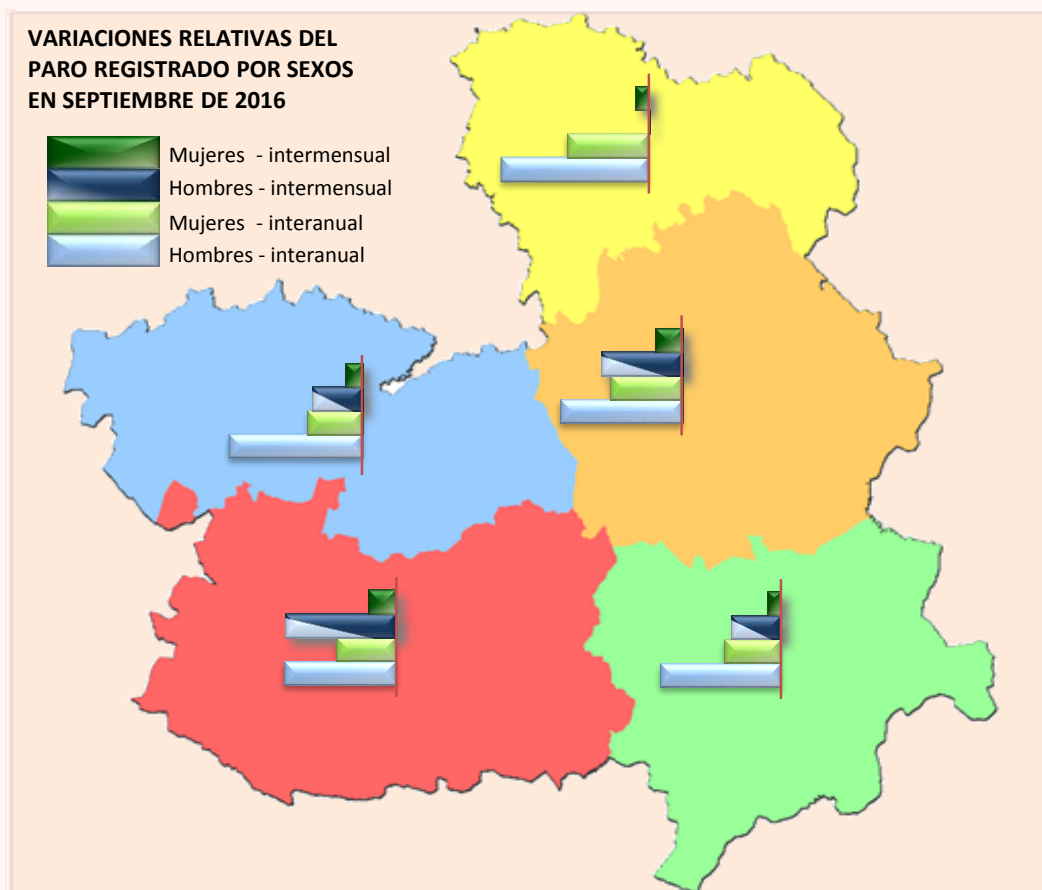 VARIACIONES RELATIVAS DEL
PARO REGISTRADO POR SEXOS
EN SEPTIEMBRE DE 2016
Mujeres - intermensual
Hombres - intermensual
Mujeres - interanual
Hombres - interanual